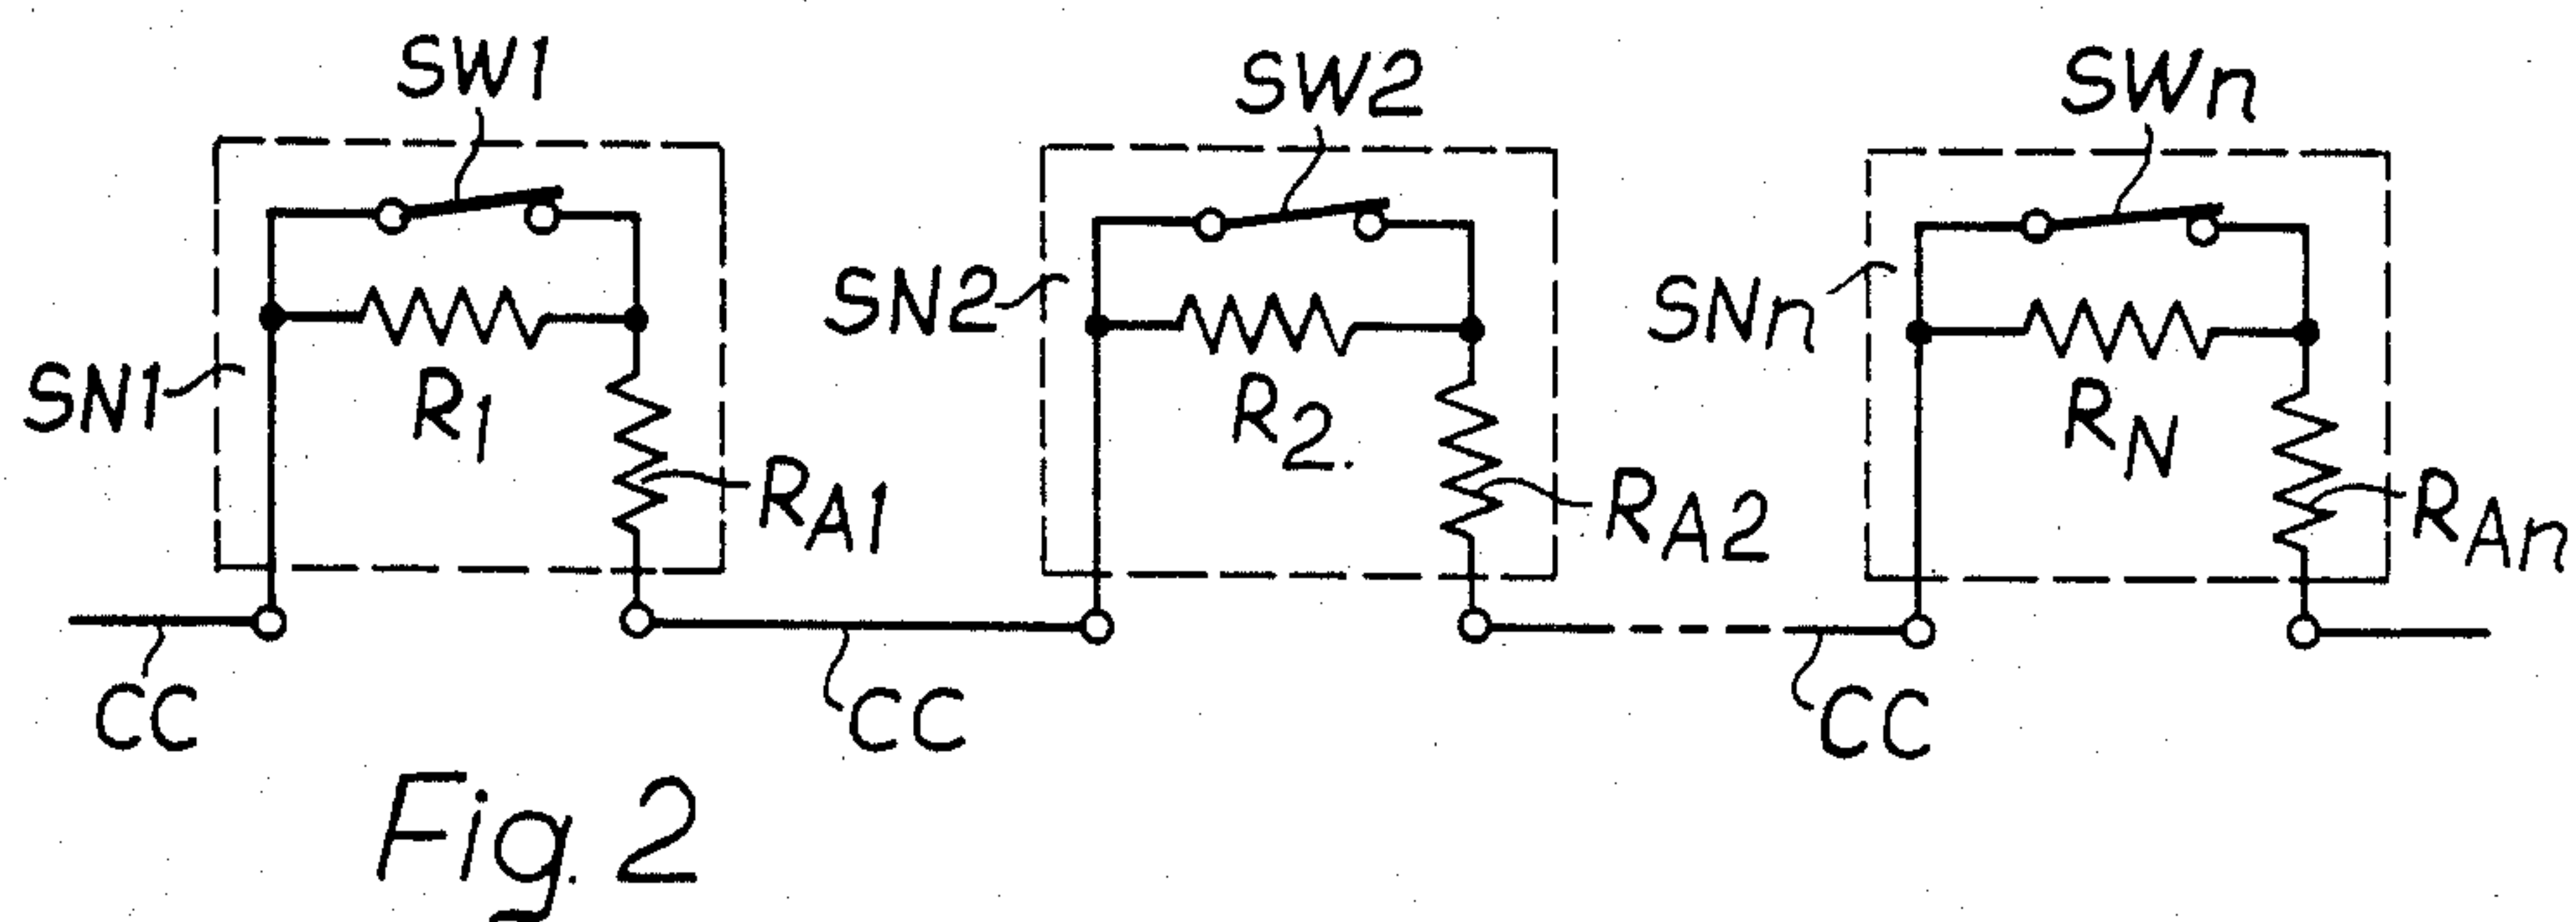 SW1
SW2
SWn
SN1
R1
RA1
SN2
R2.
RA2
SNn
RN
RAn
CC
CC
CC
Fig. 2